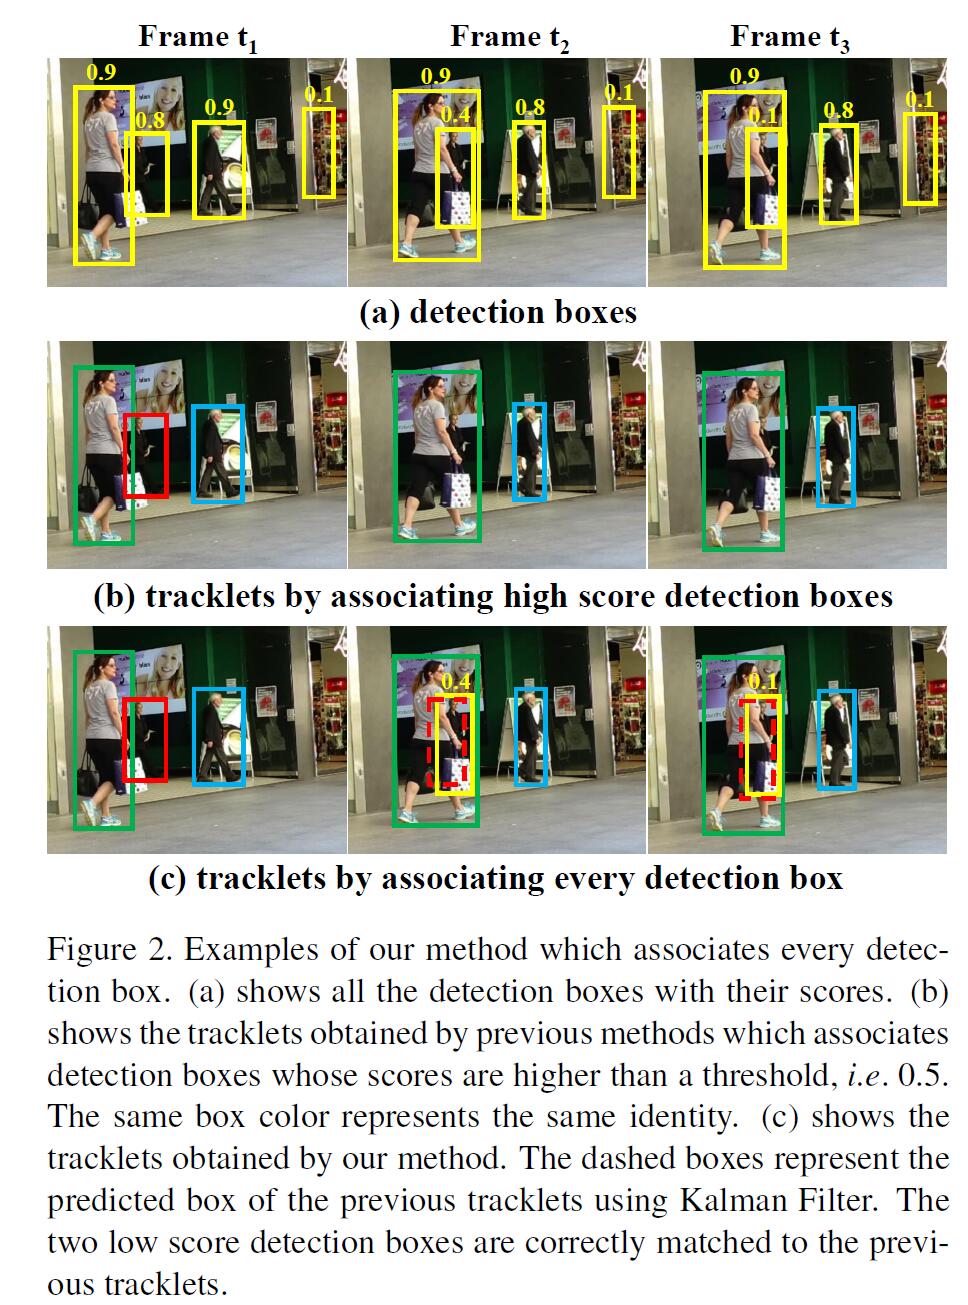 Frame t1 Frame t2 Frame t3
0.9 0.8 0.9 0.1 0.9 0.4 0.8 0.1 0.9 0.1 0.8 0.1
(a) detection boxes
(b) tracklets by associating high score detection boxes
0.4 0.1
(c) tracklets by associating every detection box
Figure 2. Examples of our method which associates every detec-
tion box. (a) shows all the detection boxes with their scores. (b)
shows the tracklets obtained by previous methods which associates
detection boxes whose scores are higher than a threshold, i.e. 0.5.
The same box color represents the same identity. (c) shows the
tracklets obtained by our method. The dashed boxes represent the
predicted box of the previous tracklets using Kalman Filter. The
two low score detection boxes are correctly matched to the previ-
ous tracklets.